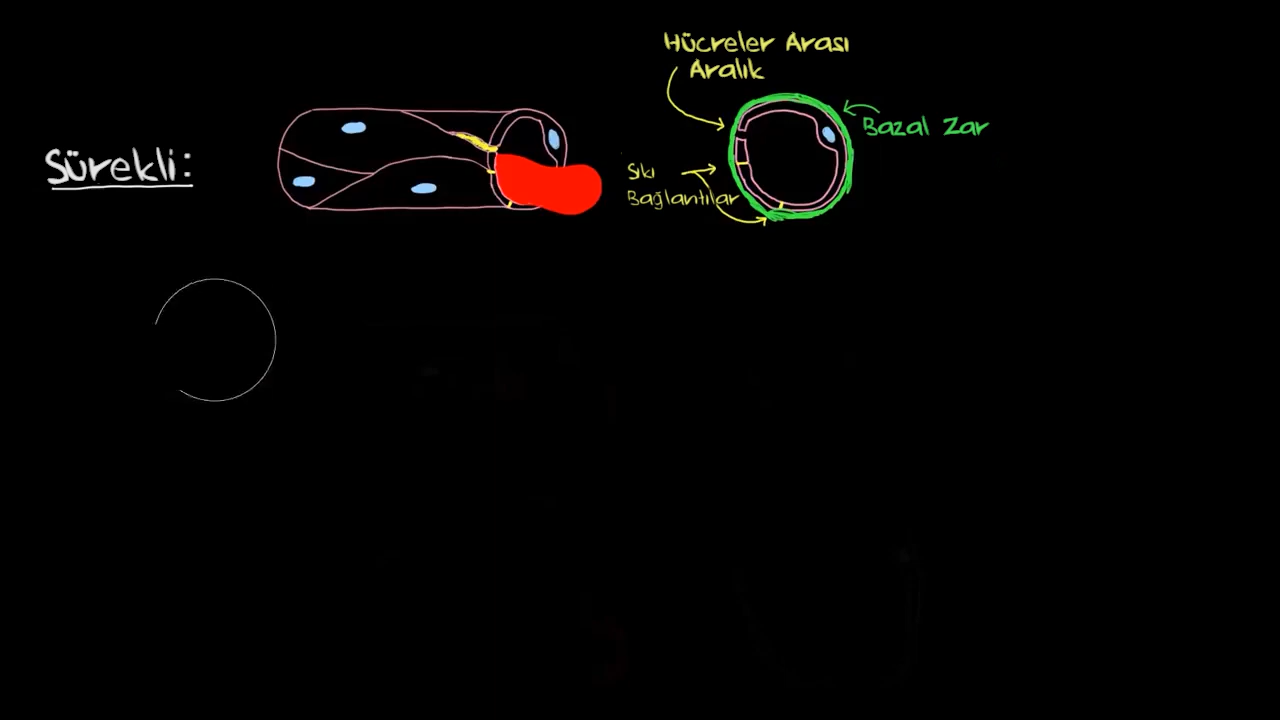 Hücreler Arası
Aralık
Bazal Zar
Sürekli:
Sıkı
Bağlantılar